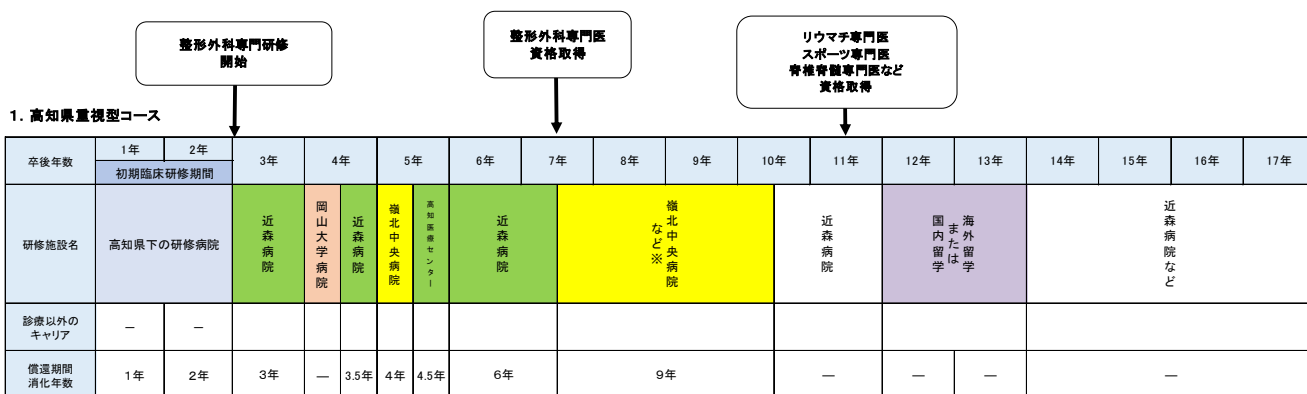 整形外科専門研修
開始
整形外科専門医
資格取得
リウマチ専門医
スポーツ専門医
脊椎脊髄専門医など
資格取得
1. 高知県重視型コース
卒後年数 1年 2年 3年 4年 5年 6年 7年 8年 9年 10年 11年 12年 13年 14年 15年 16年 17年
初期臨床研修期間
研修施設名 高知県下の研修病院 近森病院 岡山大学病院 近森病院 嶺北中央病院 高知医療センター 近森病院 嶺北中央病院など※ 近森病院 海外留学または国内留学 近森病院など
診療以外の
キャリア
― ―
償還期間
消化年数
1年 2年 3年 ― 3.5年 4年 4.5年 6年 9年 ― ― ― ―